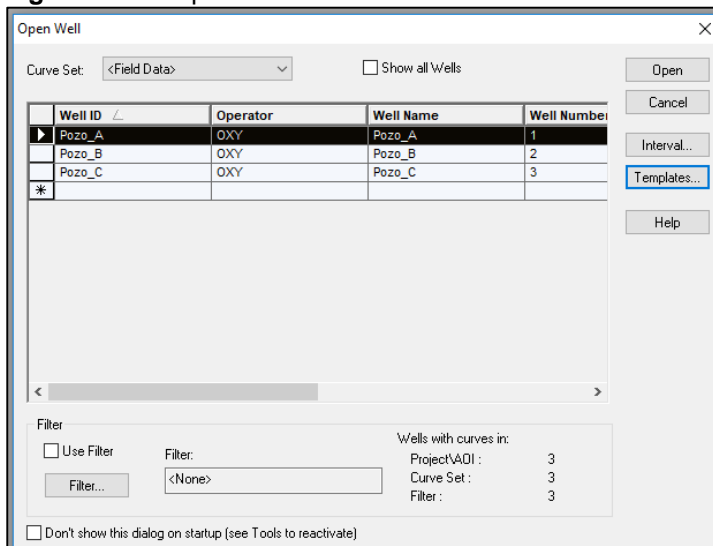 Open Well
Curve Set: <Field Data> Show all Wells Open
Cancel
Well ID Operator Well Name Well Number
Pozo_A OXY Pozo_A 1 Interval...
Pozo_B OXY Pozo_B 2
Pozo_C OXY Pozo_C 3 Templates...
Help
Filter
Use Filter Filter: Wells with curves in:
Project\AOI : 3
Filter... <None> Curve Set : 3
Filter : 3
Don't show this dialog on startup (see Tools to reactivate)